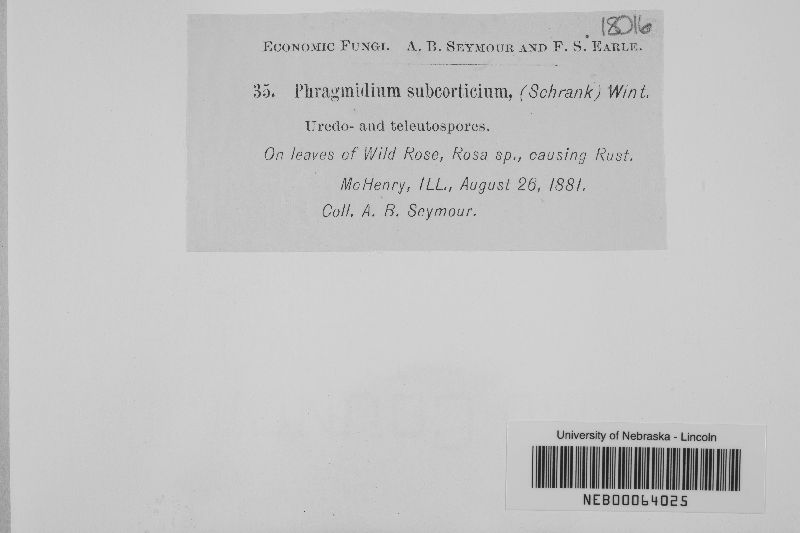 18016
Economic Fungi. A. B. Seymour and F. S. Earle.
35. Phragmidium subcorticium, (Schrank) Wint.
Uredo- and teleutospores.
On leaves of Wild Rose, Rosa sp., causing Rust.
McHenry, ILL., August 26, 1881.
Coll. A. B. Seymour.
University of Nebraska - Lincoln
NEB00064025